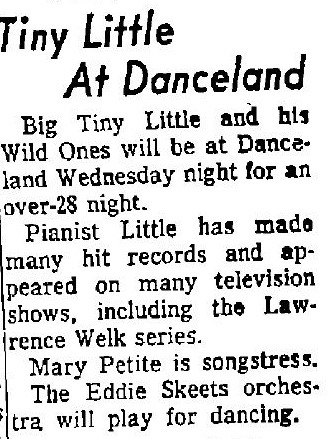 Tiny Little
At Danceland
Big Tiny Little and his
Wild Ones will be at Dance-
land Wednesday night for an
over-28 night.
Pianist Little has made
many hit records and ap-
peared on many television
shows, including the Law-
rence Welk series.
Mary Petite is songstress.
The Eddie Skeets orches-
tra will play for dancing.